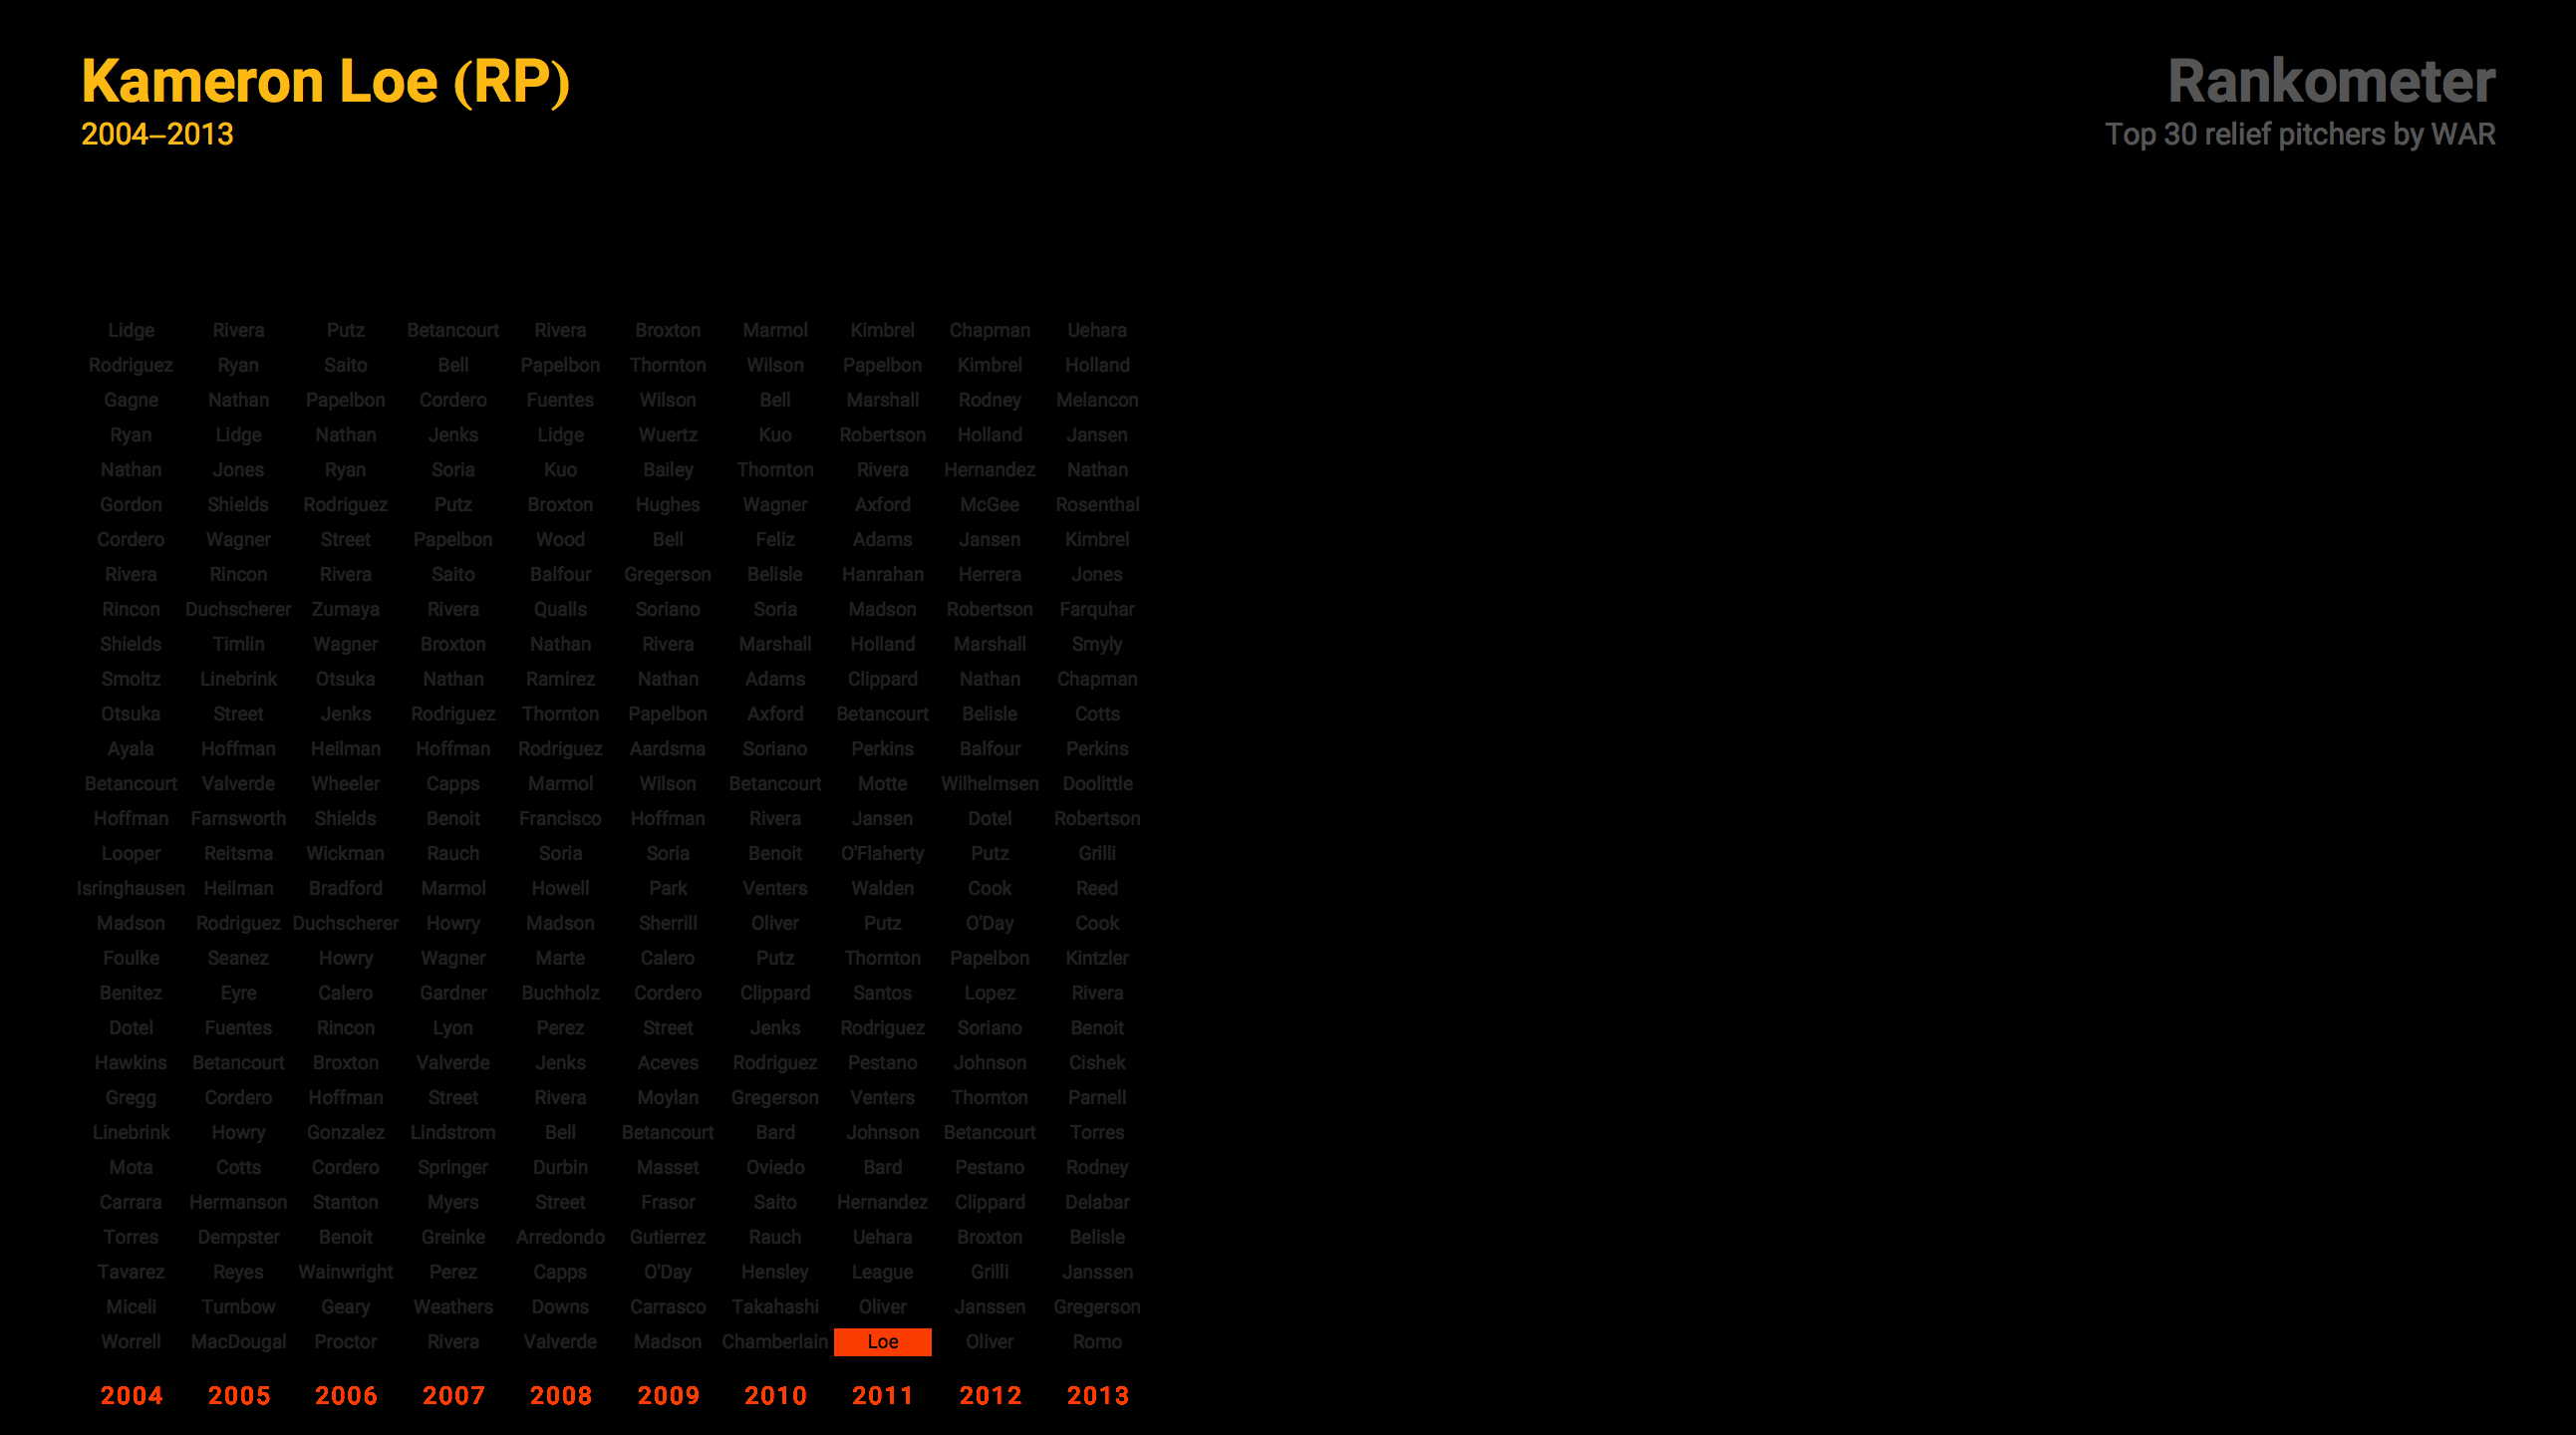 Kameron Loe (RP)
2004–2013
Rankometer
Top 30 relief pitchers by WAR
Lidge Rivera Putz Betancourt Rivera Broxton Marmol Kimbrel Chapman Uehara
Rodriguez Ryan Saito Bell Papelbon Thornton Wilson Papelbon Kimbrel Holland
Gagne Nathan Papelbon Cordero Fuentes Wilson Bell Marshall Rodney Melancon
Ryan Lidge Nathan Jenks Lidge Wuertz Kuo Robertson Holland Jansen
Nathan Jones Ryan Soria Kuo Bailey Thornton Rivera Hernandez Nathan
Gordon Shields Rodriguez Putz Broxton Hughes Wagner Axford McGee Rosenthal
Cordero Wagner Street Papelbon Wood Bell Feliz Adams Jansen Kimbrel
Rivera Rincon Rivera Saito Balfour Gregerson Belisle Hanrahan Herrera Jones
Rincon Duchscherer Zumaya Rivera Qualls Soriano Soria Madson Robertson Farquhar
Shields Timlin Wagner Broxton Nathan Rivera Marshall Holland Marshall Smyly
Smoltz Linebrink Otsuka Nathan Ramirez Nathan Adams Clippard Nathan Chapman
Otsuka Street Jenks Rodriguez Thornton Papelbon Axford Betancourt Belisle Cotts
Ayala Hoffman Heilman Hoffman Rodriguez Aardsma Soriano Perkins Balfour Perkins
Betancourt Valverde Wheeler Capps Marmol Wilson Betancourt Motte Wilhelmsen Doolittle
Hoffman Farnsworth Shields Benoit Francisco Hoffman Rivera Jansen Dotel Robertson
Looper Reitsma Wickman Rauch Soria Soria Benoit O'Flaherty Putz Grilli
Isringhausen Heilman Bradford Marmol Howell Park Venters Walden Cook Reed
Madson Rodriguez Duchscherer Howry Madson Sherrill Oliver Putz O'Day Cook
Foulke Seanez Howry Wagner Marte Calero Putz Thornton Papelbon Kintzler
Benitez Eyre Calero Gardner Buchholz Cordero Clippard Santos Lopez Rivera
Dotel Fuentes Rincon Lyon Perez Street Jenks Rodriguez Soriano Benoit
Hawkins Betancourt Broxton Valverde Jenks Aceves Rodriguez Pestano Johnson Cishek
Gregg Cordero Hoffman Street Rivera Moylan Gregerson Venters Thornton Parnell
Linebrink Howry Gonzalez Lindstrom Bell Betancourt Bard Johnson Betancourt Torres
Mota Cotts Cordero Springer Durbin Masset Oviedo Bard Pestano Rodney
Carrara Hermanson Stanton Myers Street Frasor Saito Hernandez Clippard Delabar
Torres Dempster Benoit Greinke Arredondo Gutierrez Rauch Uehara Broxton Belisle
Tavarez Reyes Wainwright Perez Capps O'Day Hensley League Grilli Janssen
Miceli Turnbow Geary Weathers Downs Carrasco Takahashi Oliver Janssen Gregerson
Worrell MacDougal Proctor Rivera Valverde Madson Chamberlain Loe Oliver Romo
2004 2005 2006 2007 2008 2009 2010 2011 2012 2013